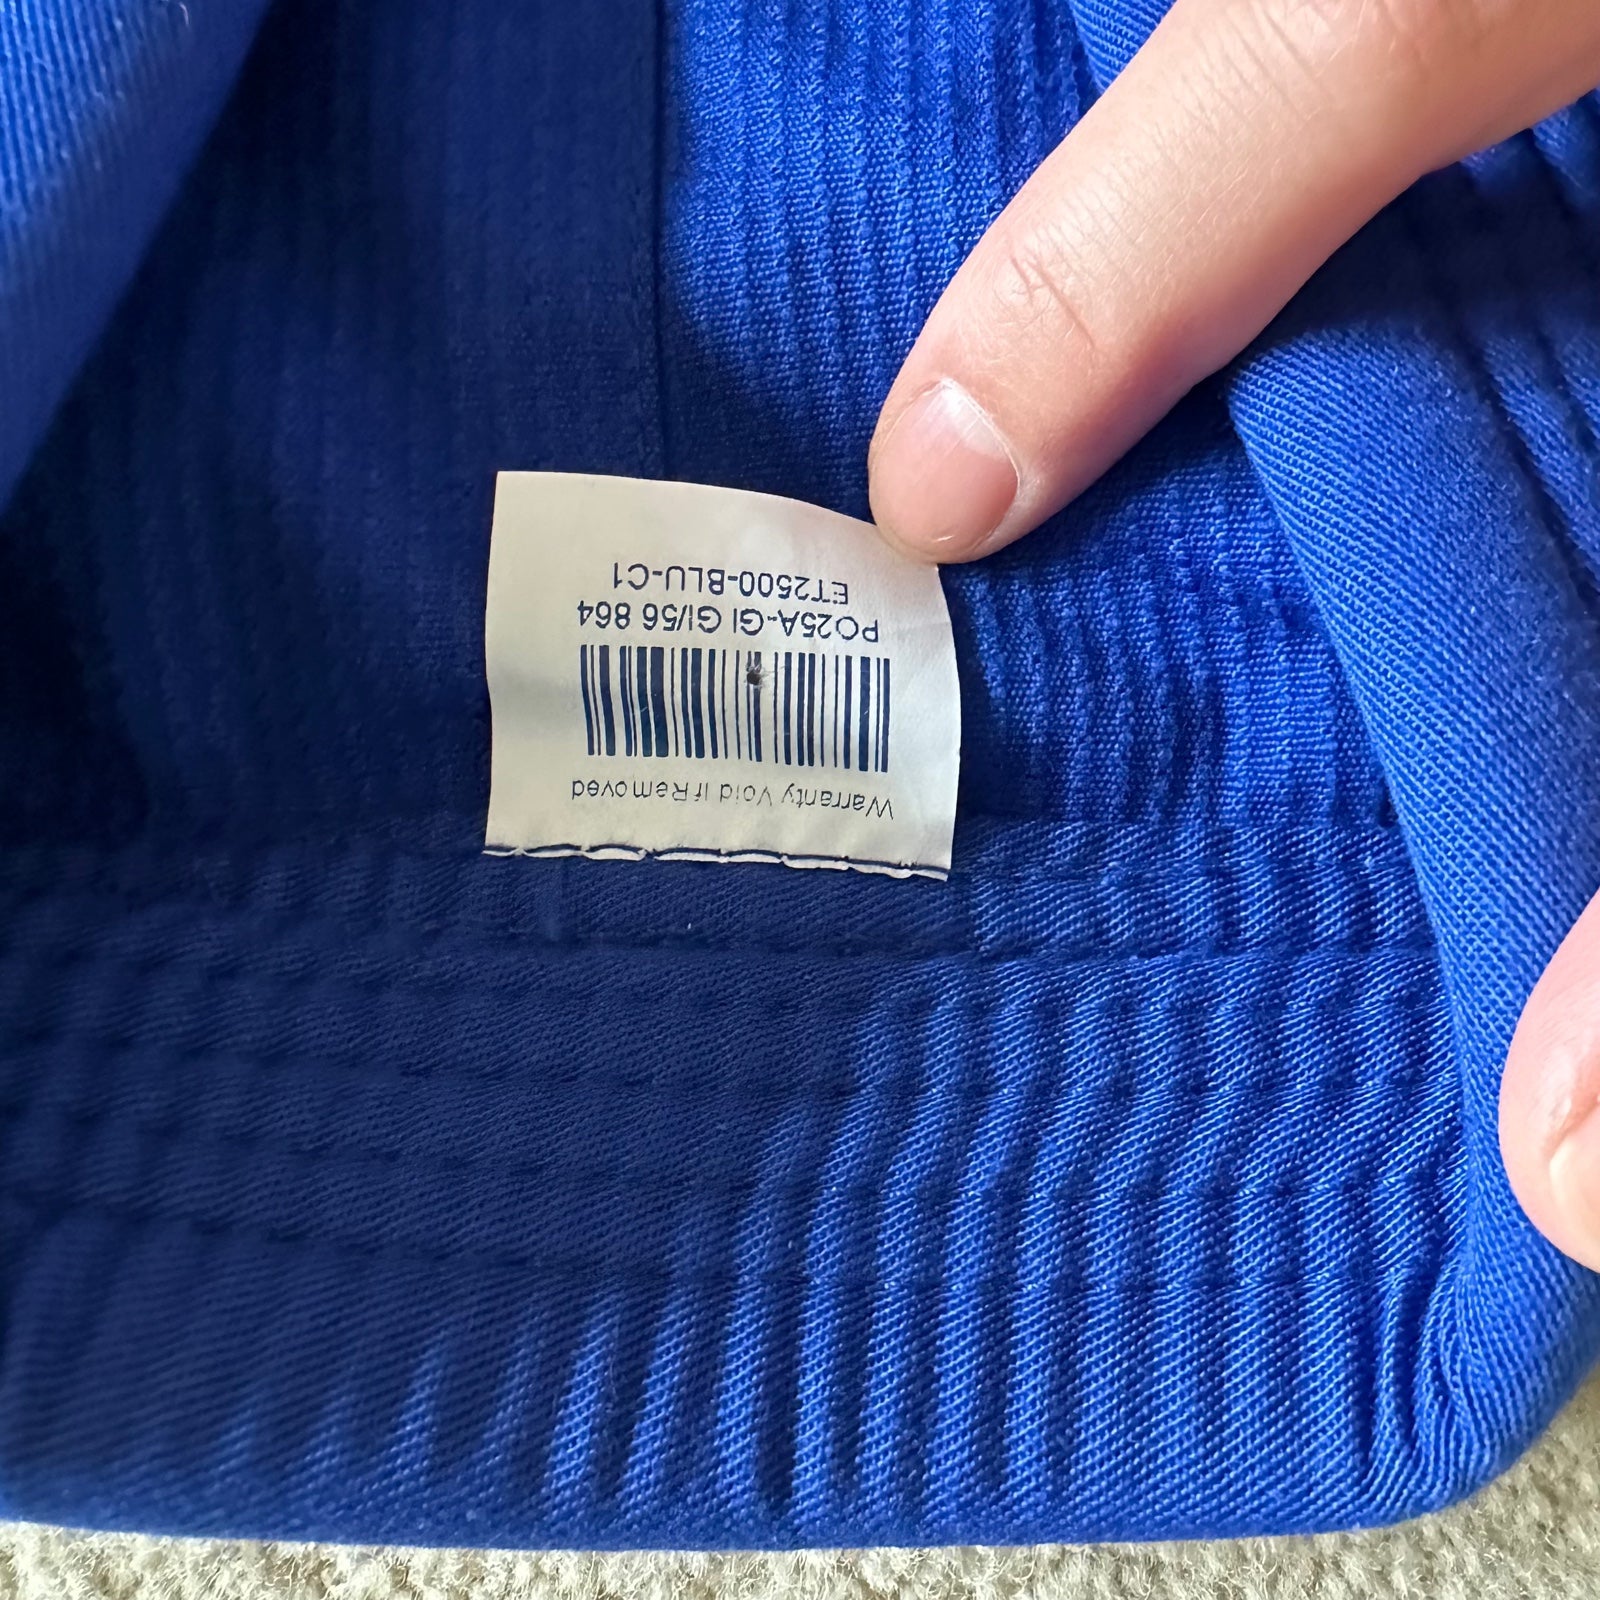 Warranty Void If Removed
PO25A-GI GI/56 864
ET2500-BLU-C1